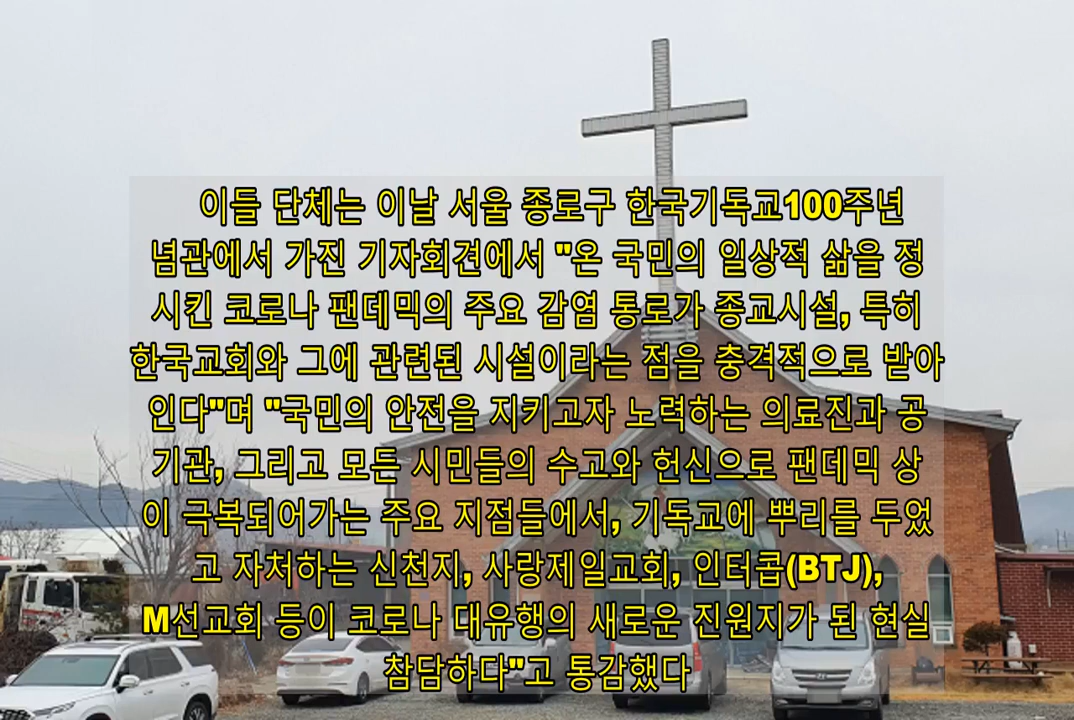 이들 단체는 이날 서울 종로구 한국기독교100주년
념관에서 가진 기자회견에서 "온 국민의 일상적 삶을 정
시킨 코로나 팬데믹의 주요 감염 통로가 종교시설, 특히
한국교회와 그에 관련된 시설이라는 점을 충격적으로 받아
인다"며 "국민의 안전을 지키고자 노력하는 의료진과 공
기관, 그리고 모든 시민들의 수고와 헌신으로 팬데믹 상
이 극복되어가는 주요 지점들에서, 기독교에 뿌리를 두었
고 자처하는 신천지, 사랑제일교회, 인터콥(BTJ),
M선교회 등이 코로나 대유행의 새로운 진원지가 된 현실
참담하다"고 통감했다